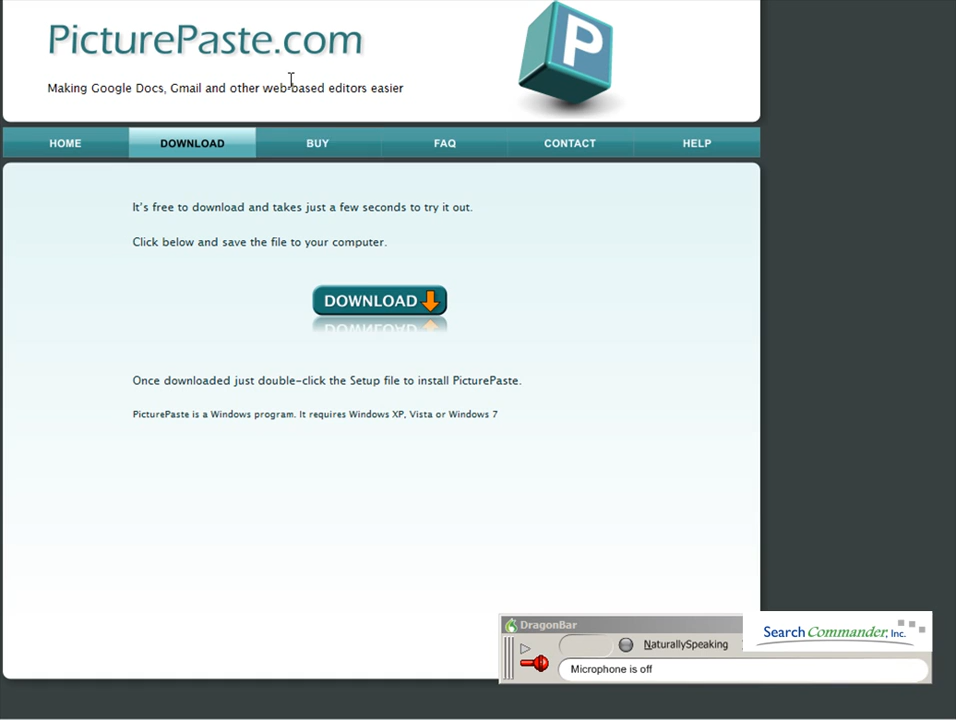 PicturePaste.com
P
Making Google Docs, Gmail and other web-based editors easier
HOME DOWNLOAD BUY FAQ CONTACT HELP
It's free to download and takes just a few seconds to try it out.
Click below and save the file to your computer.
DOWNLOAD
Once downloaded just double-click the Setup file to install PicturePaste.
PicturePaste is a Windows program. It requires Windows XP, Vista or Windows 7
DragonBar
Search Commander, Inc.
NaturallySpeaking
Microphone is off